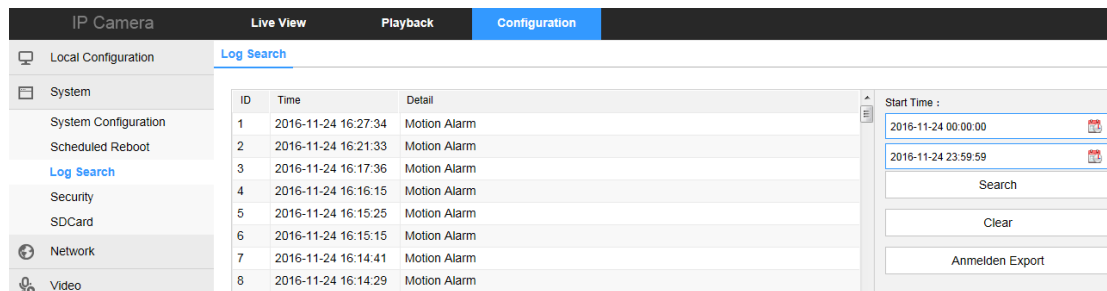 IP Camera Live View Playback Configuration
Local Configuration
System
System Configuration
Scheduled Reboot
Log Search
Security
SDCard
Network
Video
Log Search
ID Time Detail
1 2016-11-24 16:27:34 Motion Alarm
2 2016-11-24 16:21:33 Motion Alarm
3 2016-11-24 16:17:36 Motion Alarm
4 2016-11-24 16:16:15 Motion Alarm
5 2016-11-24 16:15:25 Motion Alarm
6 2016-11-24 16:15:15 Motion Alarm
7 2016-11-24 16:14:41 Motion Alarm
8 2016-11-24 16:14:29 Motion Alarm
Start Time :
2016-11-24 00:00:00
2016-11-24 23:59:59
Search
Clear
Anmelden Export